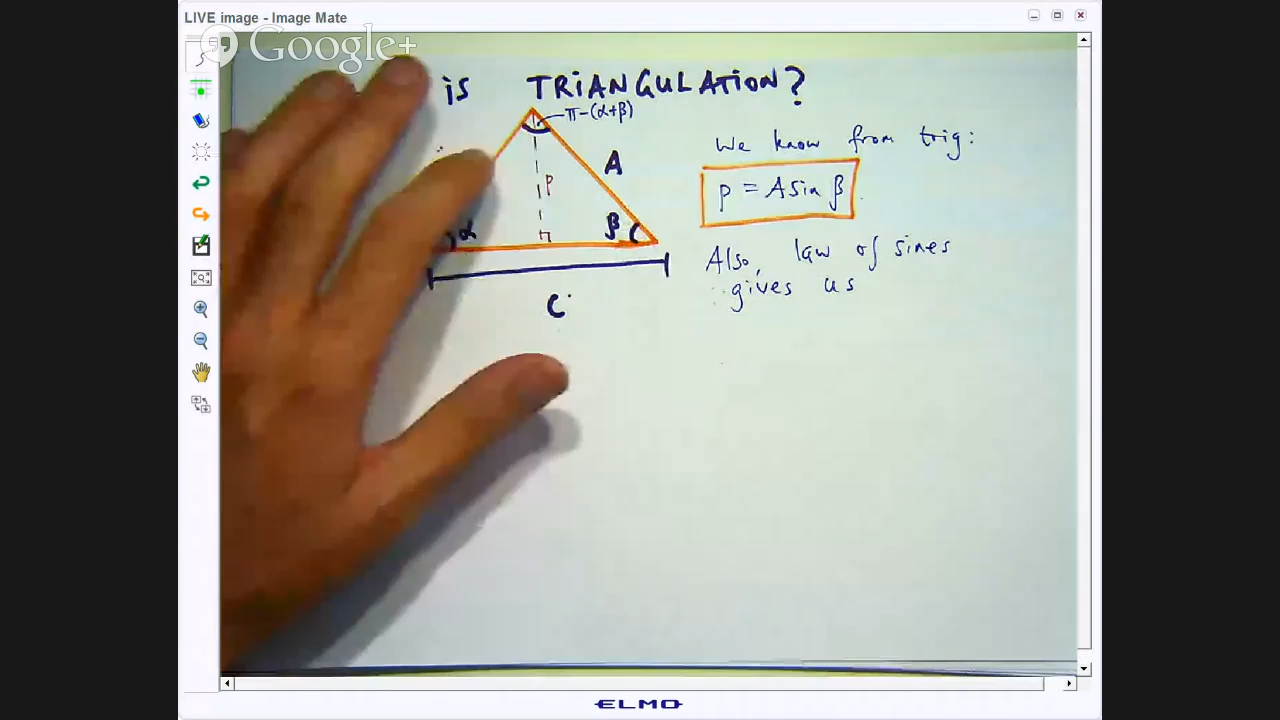 LIVE image - Image Mate
Google+
is TRIANGULATION?
π-(α+β)
A
p
α
β
C
We know from trig:
p = A sin β
Also, law of sines
gives us
ELMO